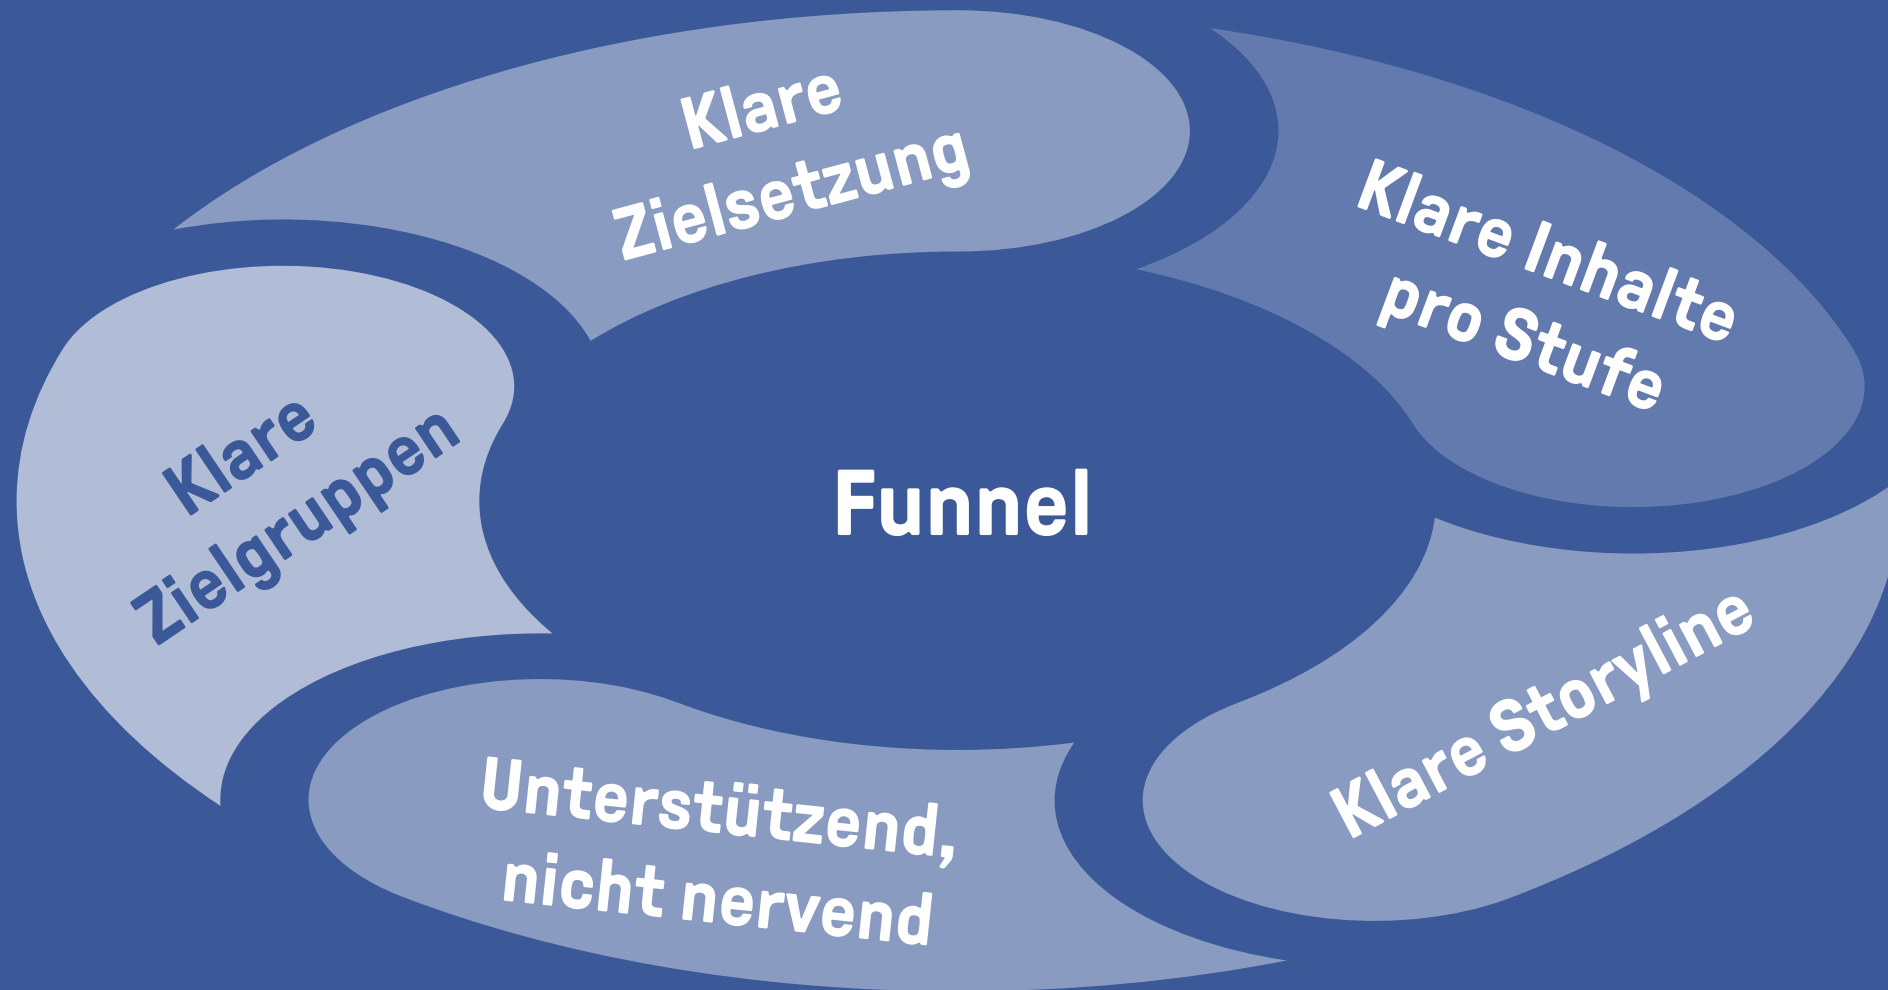 Klare
Zielsetzung
Klare Inhalte
pro Stufe
Klare
Zielgruppen
Funnel
Klare Storyline
Unterstützend,
nicht nervend